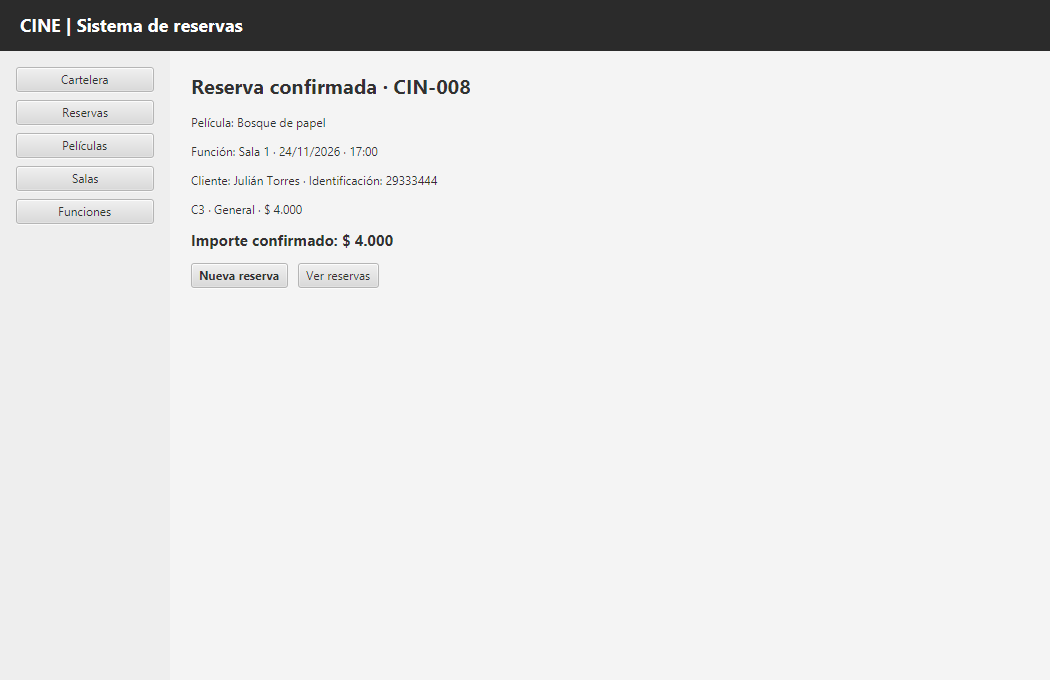 CINE | Sistema de reservas
Cartelera
Reservas
Películas
Salas
Funciones
Reserva confirmada · CIN-008
Película: Bosque de papel
Función: Sala 1 · 24/11/2026 · 17:00
Cliente: Julián Torres · Identificación: 29333444
C3 · General · $ 4.000
Importe confirmado: $ 4.000
Nueva reserva
Ver reservas